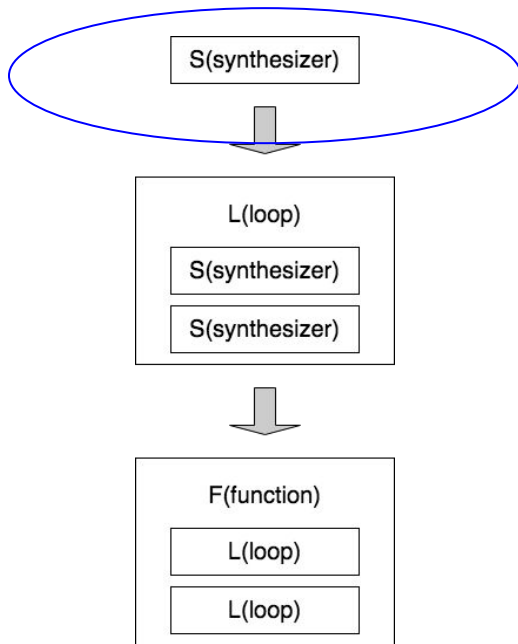 S(synthesizer)
L(loop)
S(synthesizer)
S(synthesizer)
F(function)
L(loop)
L(loop)